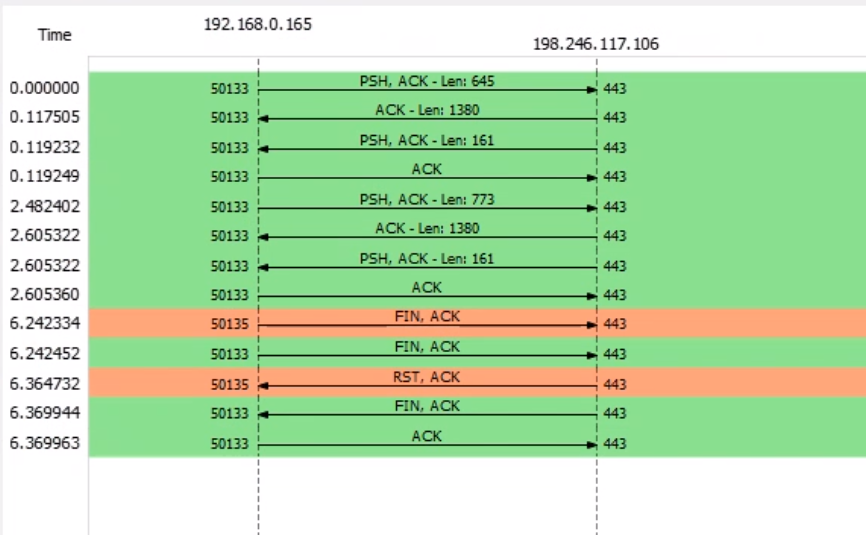 192.168.0.165
Time
198.246.117.106
0.000000 50133 PSH, ACK - Len: 645 443
0.117505 50133 ACK - Len: 1380 443
0.119232 50133 PSH, ACK - Len: 161 443
0.119249 50133 ACK 443
2.482402 50133 PSH, ACK - Len: 773 443
2.605322 50133 ACK - Len: 1380 443
2.605322 50133 PSH, ACK - Len: 161 443
2.605360 50133 ACK 443
6.242334 50135 FIN, ACK 443
6.242452 50133 FIN, ACK 443
6.364732 50135 RST, ACK 443
6.369944 50133 FIN, ACK 443
6.369963 50133 ACK 443